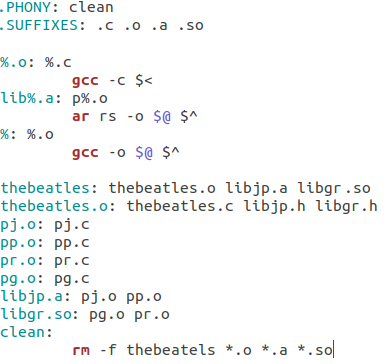 .PHONY: clean
.SUFFIXES: .c .o .a .so
%.o: %.c
gcc -c $<
lib%.a: p%.o
ar rs -o $@ $^
%: %.o
gcc -o $@ $^
thebeatles: thebeatles.o libjp.a libgr.so
thebeatles.o: thebeatles.c libjp.h libgr.h
pj.o: pj.c
pp.o: pp.c
pr.o: pr.c
pg.o: pg.c
libjp.a: pj.o pp.o
libgr.so: pg.o pr.o
clean:
rm -f thebeatels *.o *.a *.so